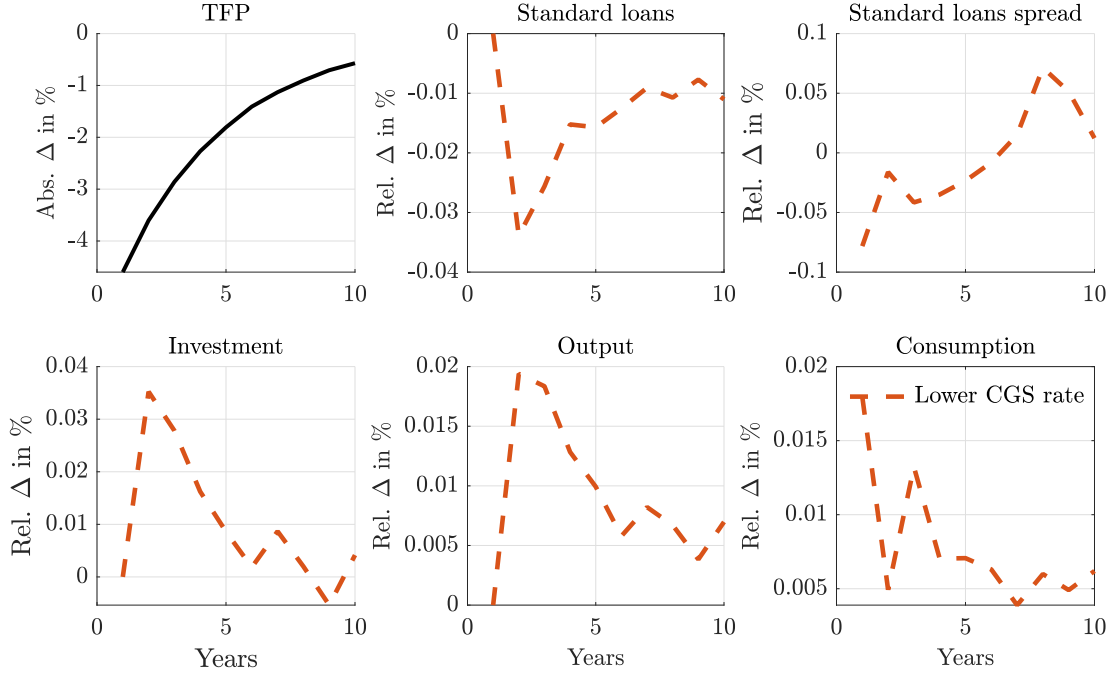 TFP
Standard loans
Standard loans spread
Abs. Δ in %
0
-1
-2
-3
-4
0
5
10
Rel. Δ in %
0
-0.01
-0.02
-0.03
-0.04
0
5
10
Rel. Δ in %
0.1
0.05
0
-0.05
-0.1
0
5
10
Investment
Output
Consumption
Rel. Δ in %
0.04
0.03
0.02
0.01
0
0
5
10
Years
Rel. Δ in %
0.02
0.015
0.01
0.005
0
0
5
10
Years
Rel. Δ in %
0.02
0.015
0.01
0.005
Lower CGS rate
0
5
10
Years